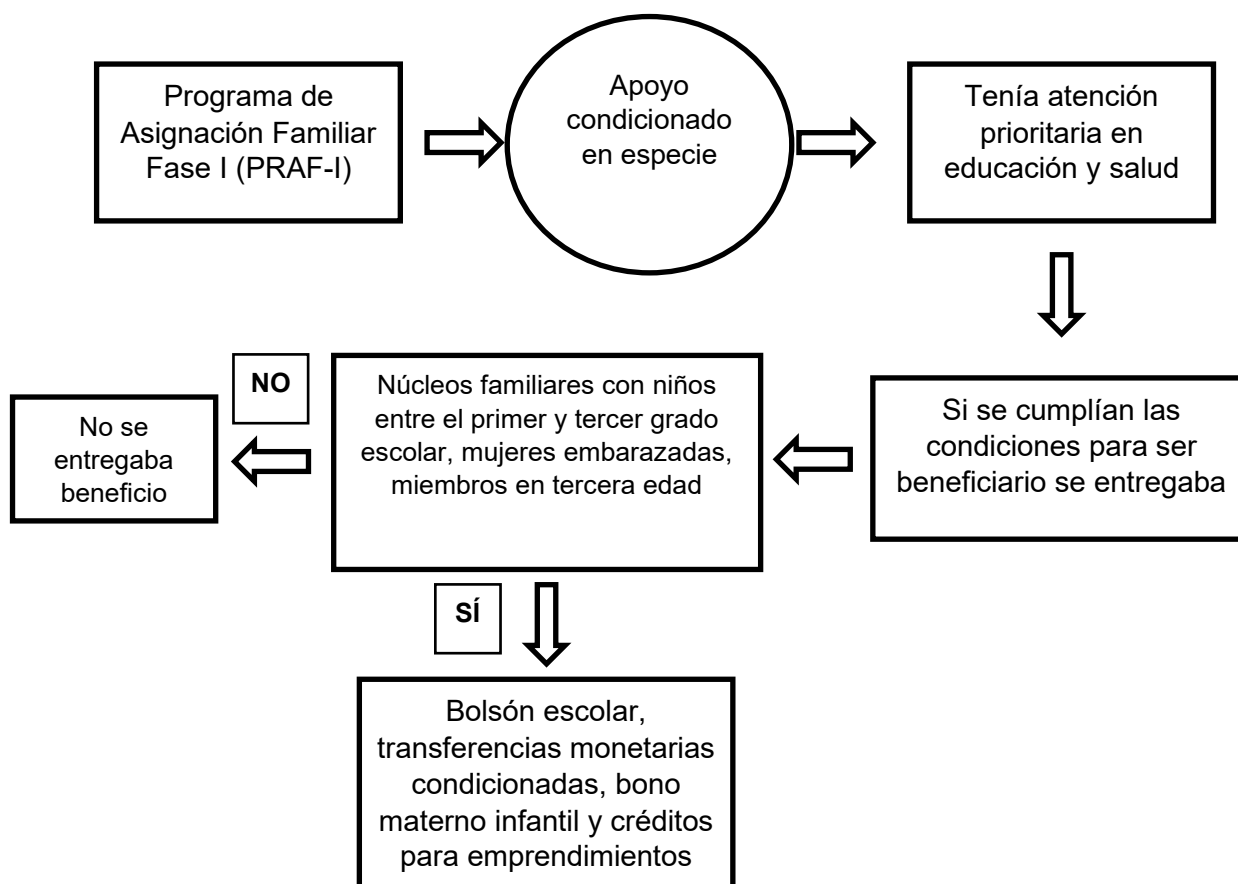 Programa de
Asignación Familiar
Fase I (PRAF-I)
Apoyo
condicionado
en especie
Tenía atención
prioritaria en
educación y salud
Si se cumplían las
condiciones para ser
beneficiario se entregaba
Núcleos familiares con niños
entre el primer y tercer grado
escolar, mujeres embarazadas,
miembros en tercera edad
NO
No se
entregaba
beneficio
SÍ
Bolsón escolar,
transferencias monetarias
condicionadas, bono
materno infantil y créditos
para emprendimientos